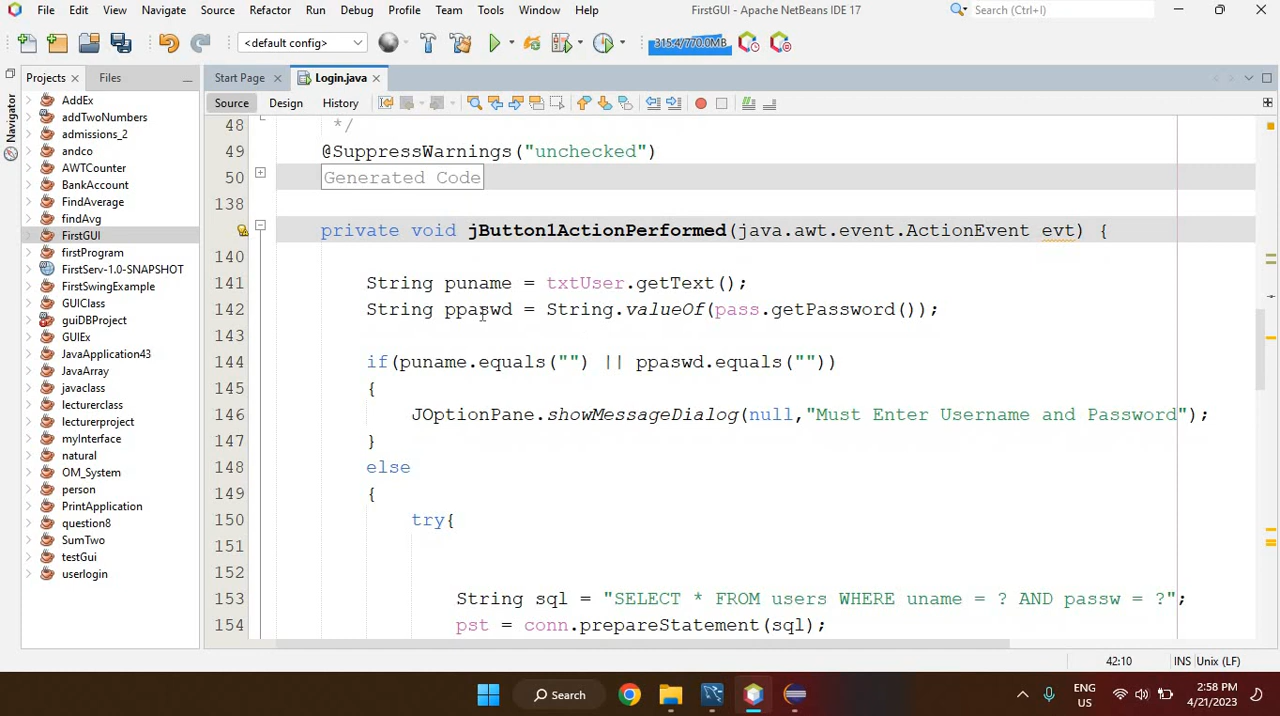 File Edit View Navigate Source Refactor Run Debug Profile Team Tools Window Help FirstGUI - Apache NetBeans IDE 17 Search (Ctrl+I)
<default config> 315.4/770.0MB
Projects Files Start Page Login.java
Navigator
Source Design History
AddEx
addTwoNumbers
admissions_2
andco
AWTCounter
BankAccount
FindAverage
findAvg
FirstGUI
firstProgram
FirstServ-1.0-SNAPSHOT
FirstSwingExample
GUIClass
guiDBProject
GUIEx
JavaApplication43
JavaArray
javaclass
lecturerclass
lecturerproject
myInterface
natural
OM_System
person
PrintApplication
question8
SumTwo
testGui
userlogin
48 */
49 @SuppressWarnings("unchecked")
50 Generated Code
138
private void jButton1ActionPerformed(java.awt.event.ActionEvent evt) {
140
141 String puname = txtUser.getText();
142 String ppaswd = String.valueOf(pass.getPassword());
143
144 if(puname.equals("") || ppaswd.equals(""))
145 {
146 JOptionPane.showMessageDialog(null,"Must Enter Username and Password");
147 }
148 else
149 {
150 try{
151
152
153 String sql = "SELECT * FROM users WHERE uname = ? AND passw = ?";
154 pst = conn.prepareStatement(sql);
42:10 INS Unix (LF)
Search ENG US 2:58 PM 4/21/2023